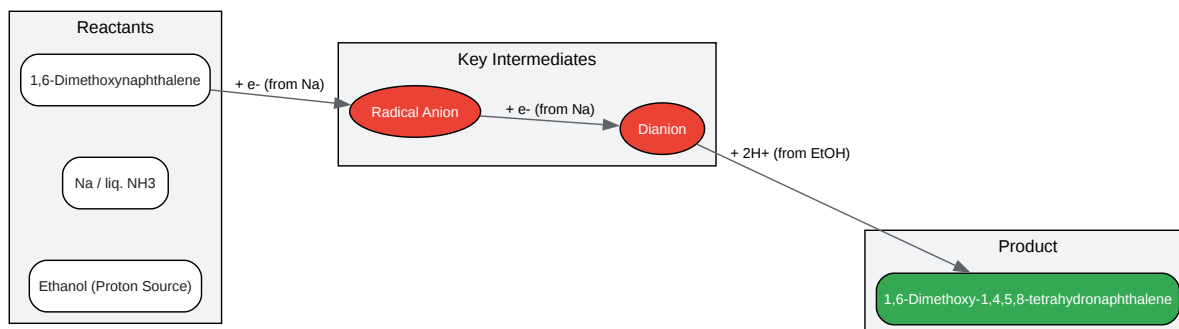 Reactants
1,6-Dimethoxynaphthalene
Na / liq. NH3
Ethanol (Proton Source)
+ e- (from Na)
Key Intermediates
Radical Anion
+ e- (from Na)
Dianion
+ 2H+ (from EtOH)
Product
1,6-Dimethoxy-1,4,5,8-tetrahydronaphthalene